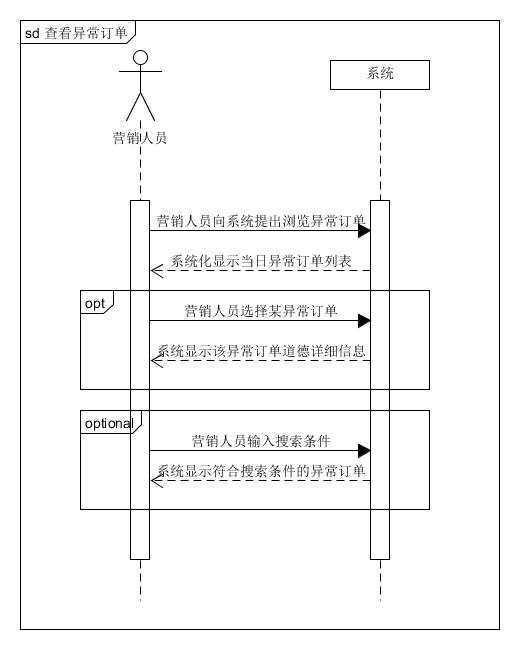 sd 查看异常订单
系统
营销人员
营销人员向系统提出浏览异常订单
系统化显示当日异常订单列表
opt
营销人员选择某异常订单
系统显示该异常订单道德详细信息
optional
营销人员输入搜索条件
系统显示符合搜索条件的异常订单